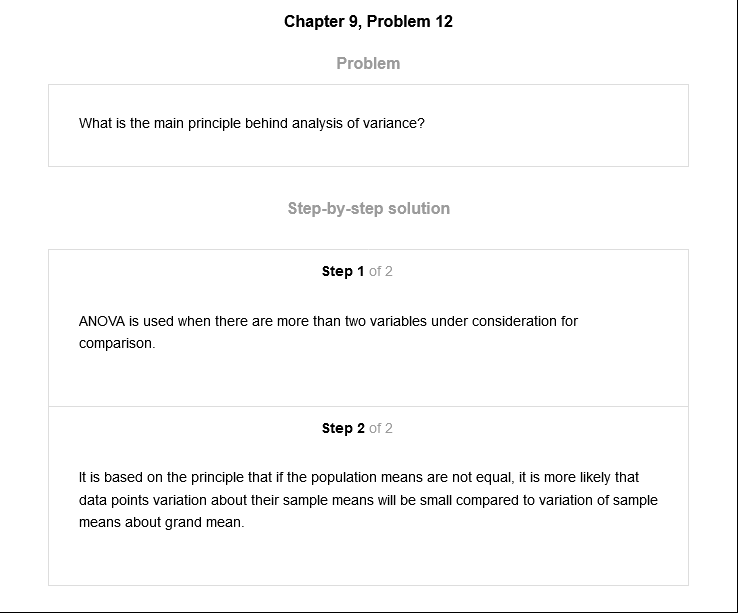 Chapter 9, Problem 12
Problem
What is the main principle behind analysis of variance?
Step-by-step solution
Step 1 of 2
ANOVA is used when there are more than two variables under consideration for
comparison.
Step 2 of 2
It is based on the principle that if the population means are not equal, it is more likely that
data points variation about their sample means will be small compared to variation of sample
means about grand mean.